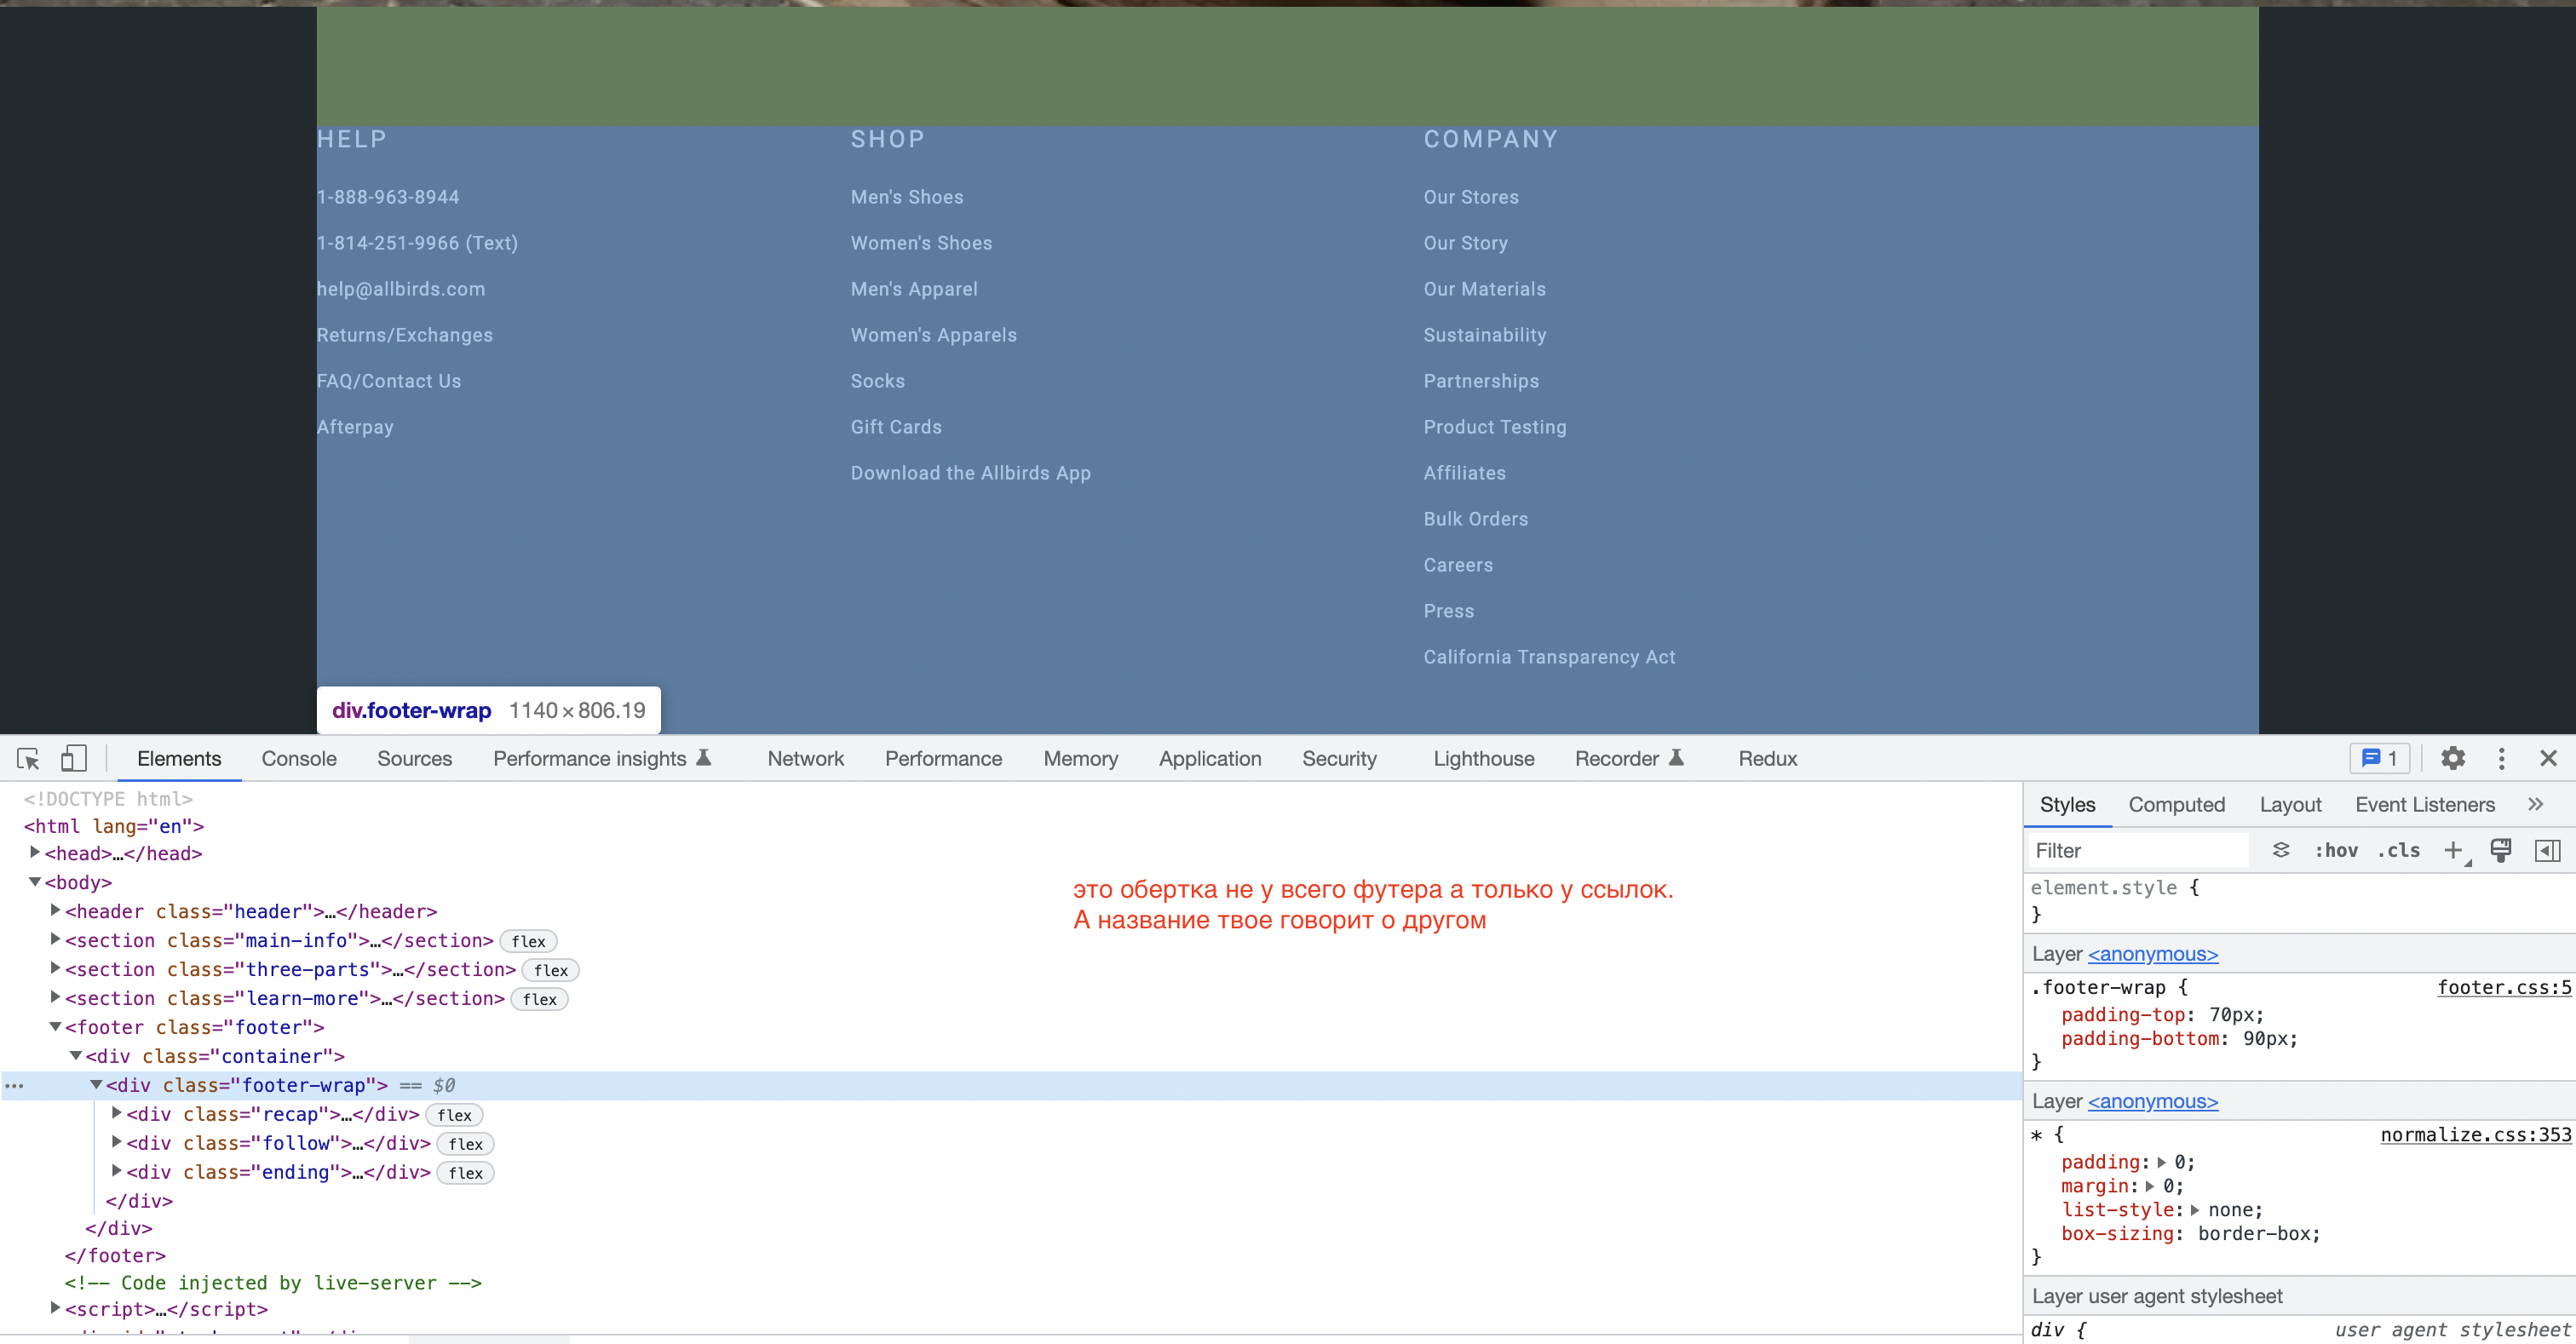 HELP
1-888-963-8944
1-814-251-9966 (Text)
help@allbirds.com
Returns/Exchanges
FAQ/Contact Us
Afterpay
SHOP
Men's Shoes
Women's Shoes
Men's Apparel
Women's Apparels
Socks
Gift Cards
Download the Allbirds App
COMPANY
Our Stores
Our Story
Our Materials
Sustainability
Partnerships
Product Testing
Affiliates
Bulk Orders
Careers
Press
California Transparency Act
div.footer-wrap 1140×806.19
Elements Console Sources Performance insights Network Performance Memory Application Security Lighthouse Recorder Redux 1
<!DOCTYPE html>
<html lang="en">
<head>…</head>
<body>
<header class="header">…</header>
<section class="main-info">…</section> flex
<section class="three-parts">…</section> flex
<section class="learn-more">…</section> flex
<footer class="footer">
<div class="container">
<div class="footer-wrap"> == $0
<div class="recap">…</div> flex
<div class="follow">…</div> flex
<div class="ending">…</div> flex
</div>
</div>
</footer>
<!-- Code injected by live-server -->
<script>…</script>
это обертка не у всего футера а только у ссылок.
А название твое говорит о другом
Styles Computed Layout Event Listeners
Filter :hov .cls
element.style {
}
Layer <anonymous>
.footer-wrap { footer.css:5
padding-top: 70px;
padding-bottom: 90px;
}
Layer <anonymous>
* { normalize.css:353
padding: 0;
margin: 0;
list-style: none;
box-sizing: border-box;
}
Layer user agent stylesheet
div { user agent stylesheet